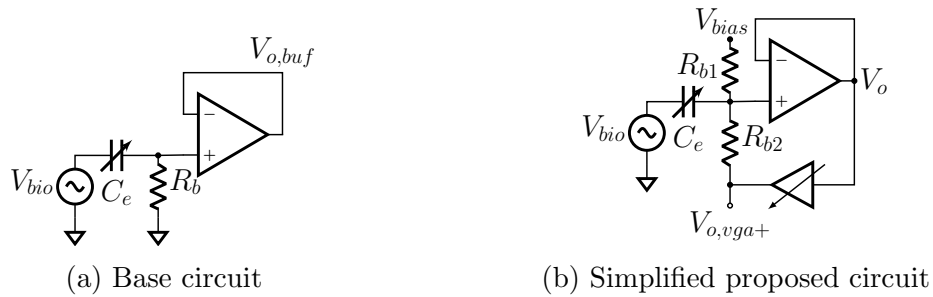 V_{o,buf}
−
+
V_{bio}
C_e
R_b
(a) Base circuit
V_{bias}
R_{b1}
−
+
V_o
V_{bio}
C_e
R_{b2}
V_{o,vga+}
(b) Simplified proposed circuit